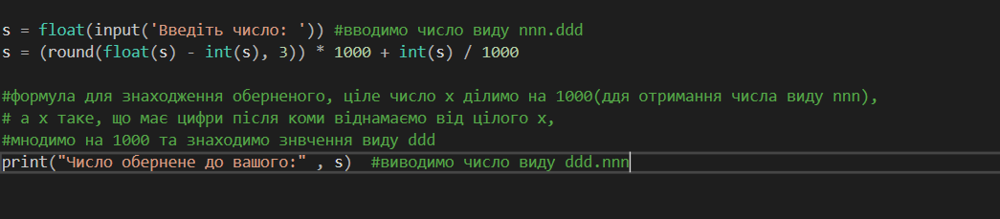 s = float(input('Введіть число: ')) #вводимо число виду nnn.ddd
s = (round(float(s) - int(s), 3)) * 1000 + int(s) / 1000
#формула для знаходження оберненого, ціле число х ділимо на 1000(ддя отримання числа виду nnn),
# а х таке, що має цифри після коми віднамаємо від цілого х,
#мнодимо на 1000 та знаходимо знвчення виду ddd
print("Число обернене до вашого:" , s)  #виводимо число виду ddd.nnn